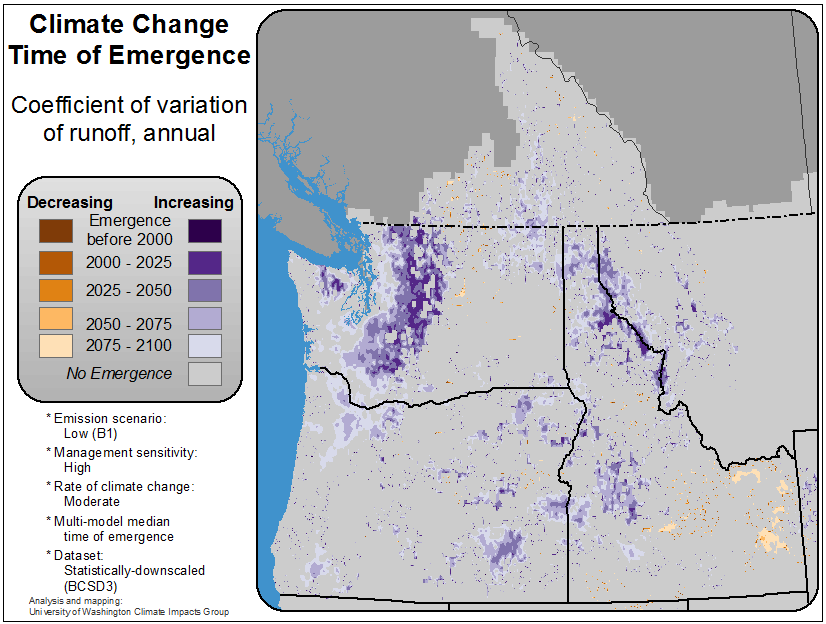 Climate Change
Time of Emergence
Coefficient of variation
of runoff, annual
Decreasing Increasing
Emergence
before 2000
2000 - 2025
2025 - 2050
2050 - 2075
2075 - 2100
No Emergence
* Emission scenario:
Low (B1)
* Management sensitivity:
High
* Rate of climate change:
Moderate
* Multi-model median
time of emergence
* Dataset:
Statistically-downscaled
(BCSD3)
Analysis and mapping:
University of Washington Climate Impacts Group